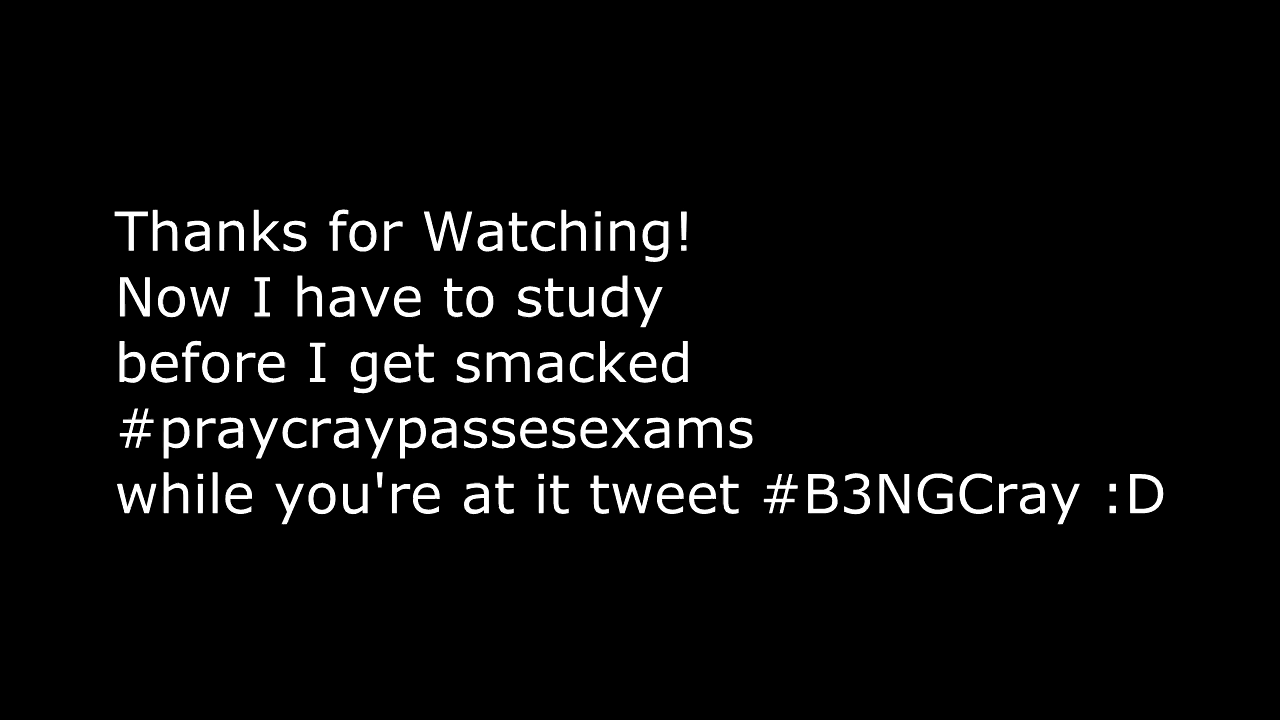 Thanks for Watching!
Now I have to study
before I get smacked
#praycraypassesexams
while you're at it tweet #B3NGCray :D